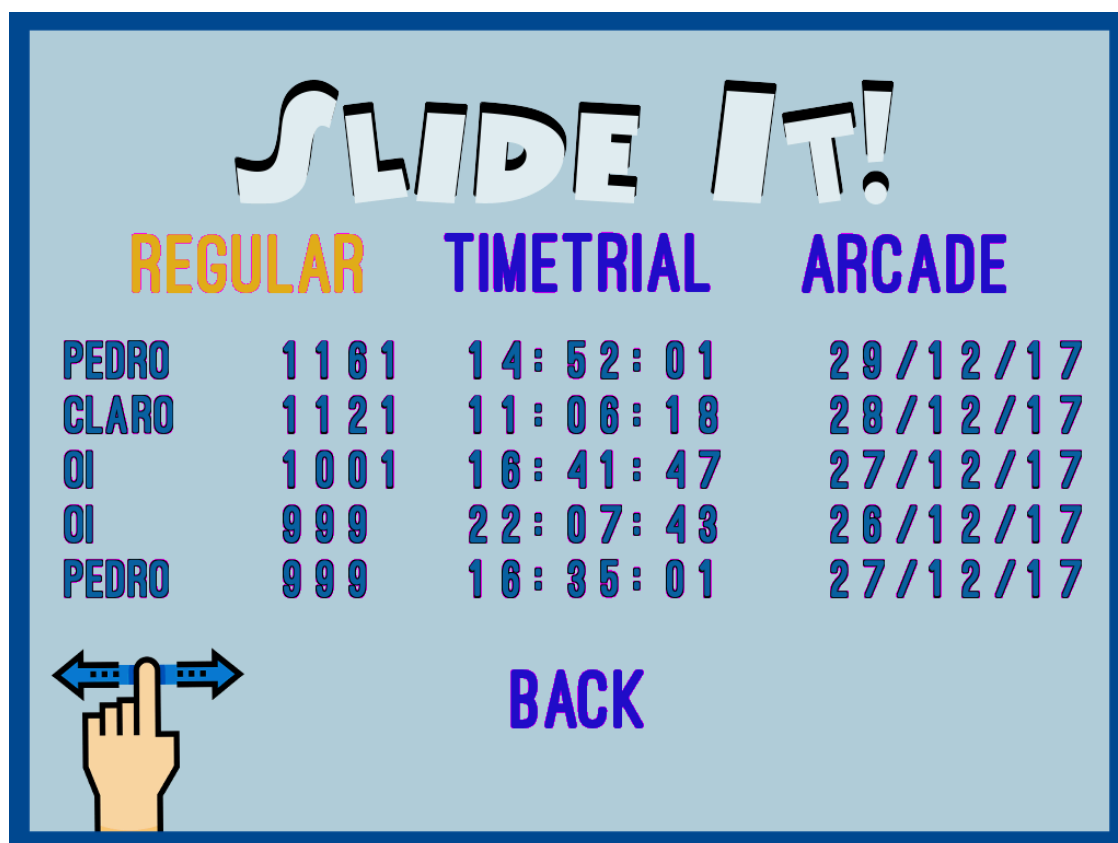 SLIDE IT!
REGULAR TIMETRIAL ARCADE
PEDRO 1161 14:52:01 29/12/17
CLARO 1121 11:06:18 28/12/17
OI 1001 16:41:47 27/12/17
OI 999 22:07:43 26/12/17
PEDRO 999 16:35:01 27/12/17
BACK